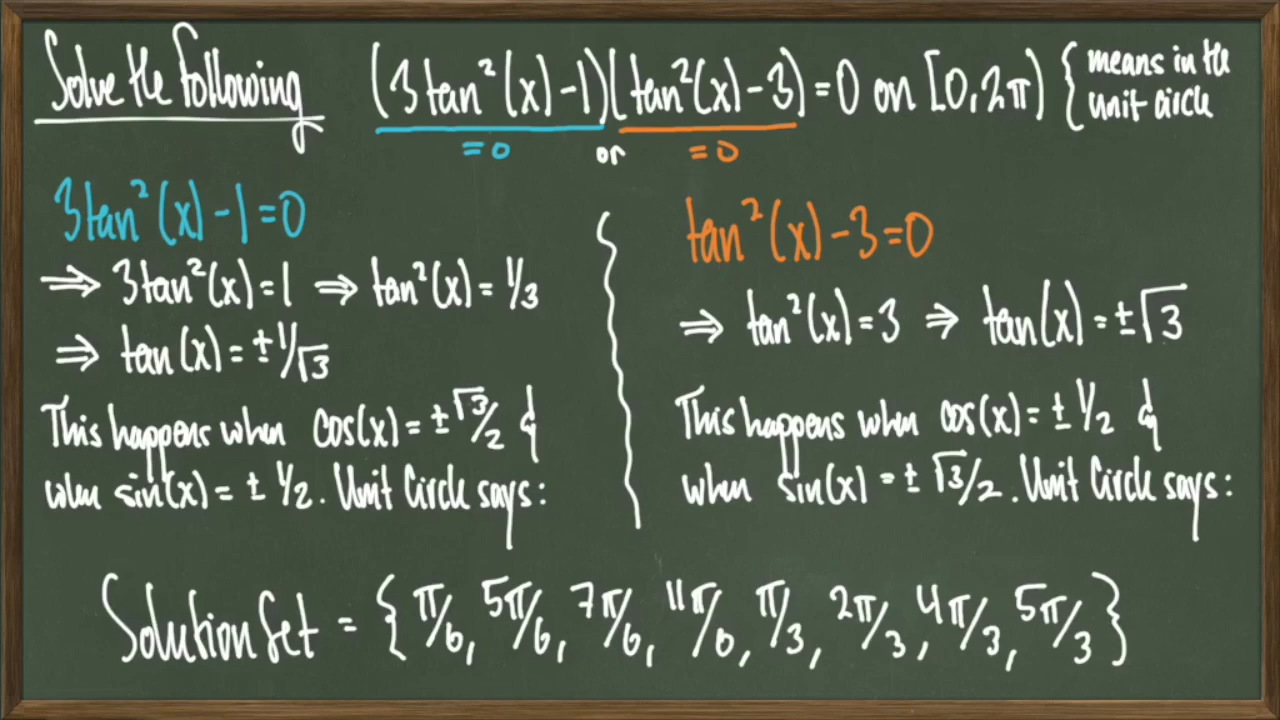 Solve the Following (3tan²(x)-1)(tan²(x)-3)=0 on [0,2π) { means in the
unit circle
=0 or =0
3tan²(x)-1=0
⇒ 3tan²(x)=1 ⇒ tan²(x)=1/3
⇒ tan(x)=±1/√3
This happens when cos(x)=±√3/2 &
when sin(x)=±1/2. Unit Circle says:
tan²(x)-3=0
⇒ tan²(x)=3 ⇒ tan(x)=±√3
This happens when cos(x)=±1/2 &
when sin(x)=±√3/2. Unit Circle says:
Solution Set = {π/6, 5π/6, 7π/6, 11π/6, π/3, 2π/3, 4π/3, 5π/3}